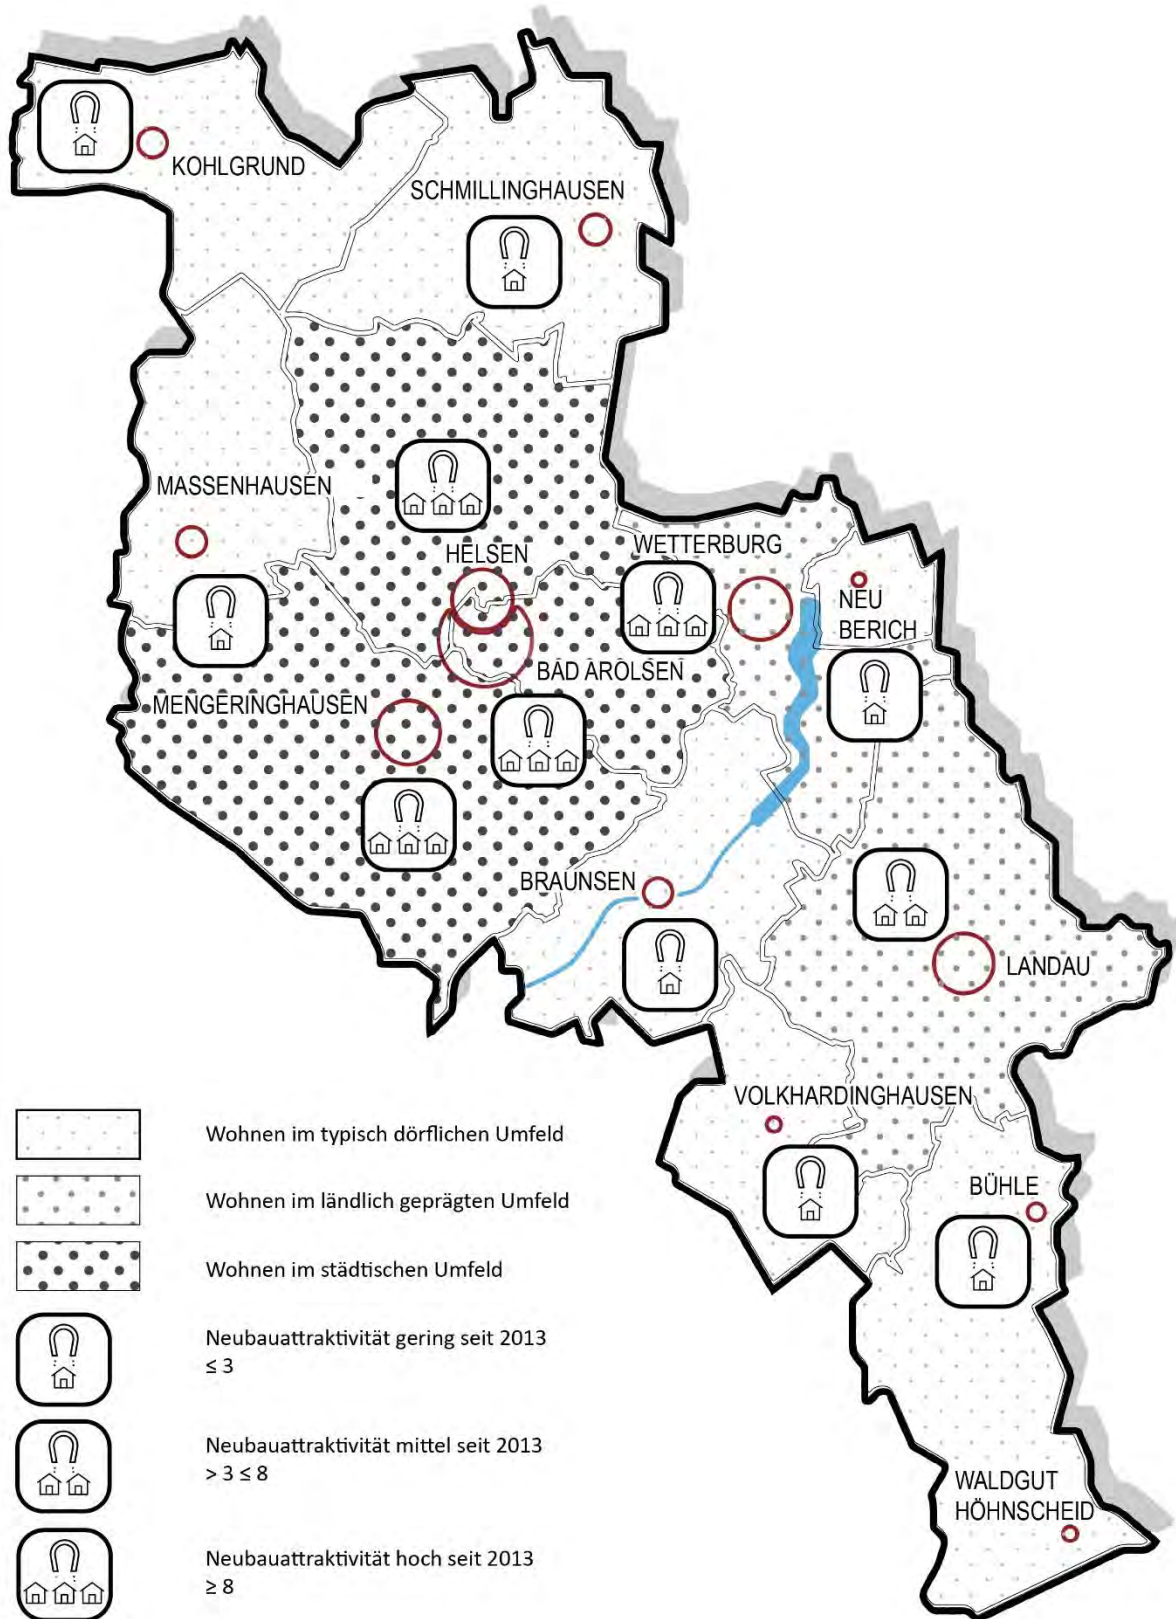 KOHLGRUND
SCHMILLINGHAUSEN
MASSENHAUSEN
HELSEN
WETTERBURG
NEU
BERICH
BAD AROLSEN
MENGERINGHAUSEN
BRAUNSEN
LANDAU
VOLKHARDINGHAUSEN
BÜHLE
WALDGUT
HÖHNSCHEID
Wohnen im typisch dörflichen Umfeld
Wohnen im ländlich geprägten Umfeld
Wohnen im städtischen Umfeld
Neubauattraktivität gering seit 2013
≤ 3
Neubauattraktivität mittel seit 2013
> 3 ≤ 8
Neubauattraktivität hoch seit 2013
≥ 8